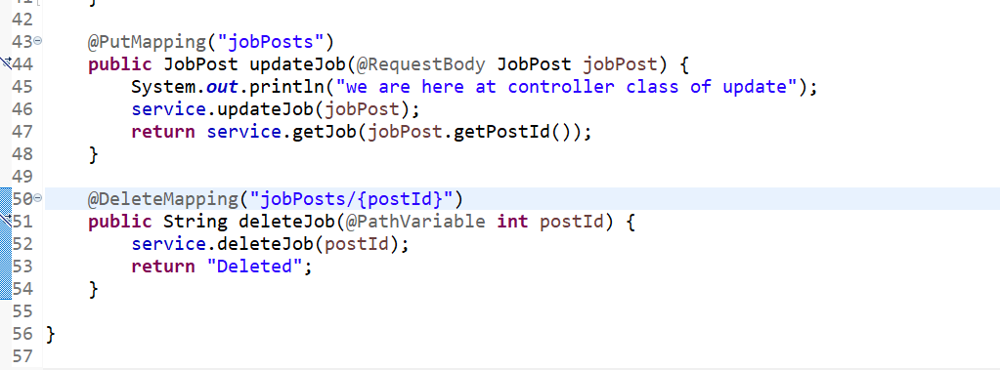 42
43 @PutMapping("jobPosts")
44 public JobPost updateJob(@RequestBody JobPost jobPost) {
45 System.out.println("we are here at controller class of update");
46 service.updateJob(jobPost);
47 return service.getJob(jobPost.getPostId());
48 }
49
50 @DeleteMapping("jobPosts/{postId}")
51 public String deleteJob(@PathVariable int postId) {
52 service.deleteJob(postId);
53 return "Deleted";
54 }
55
56 }
57